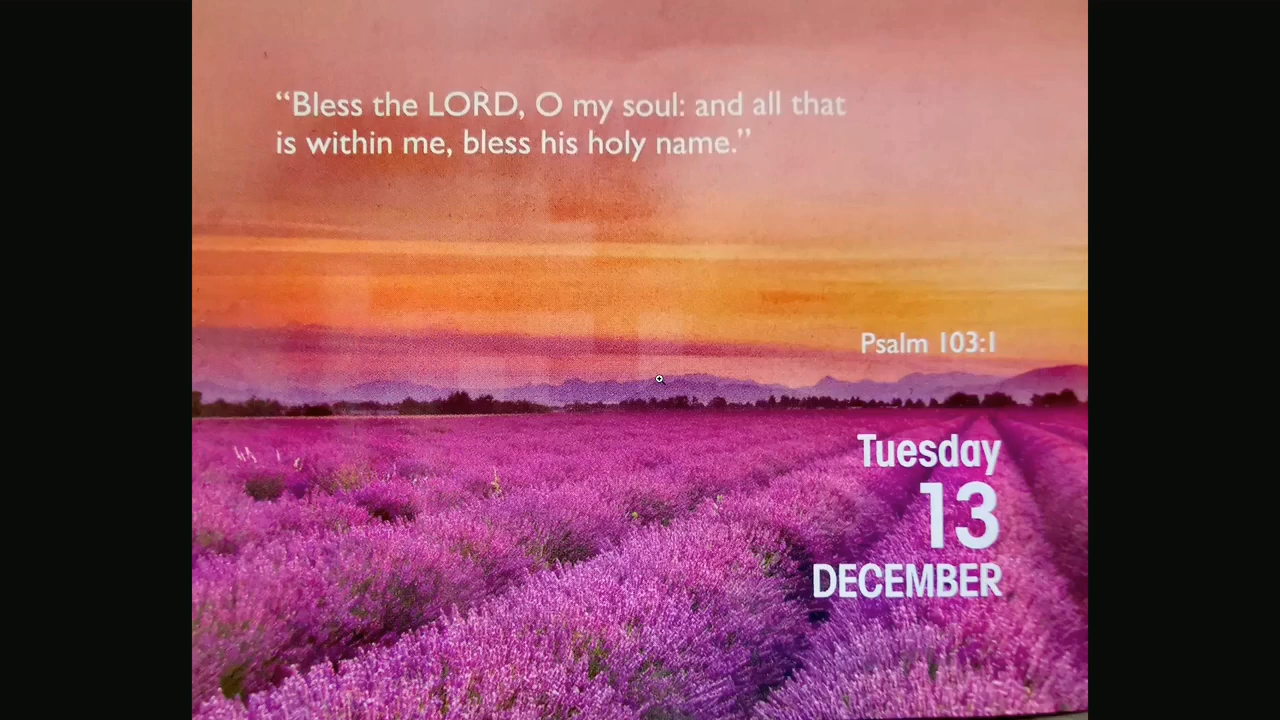 “Bless the LORD, O my soul: and all that
is within me, bless his holy name.”
Psalm 103:1
Tuesday
13
DECEMBER